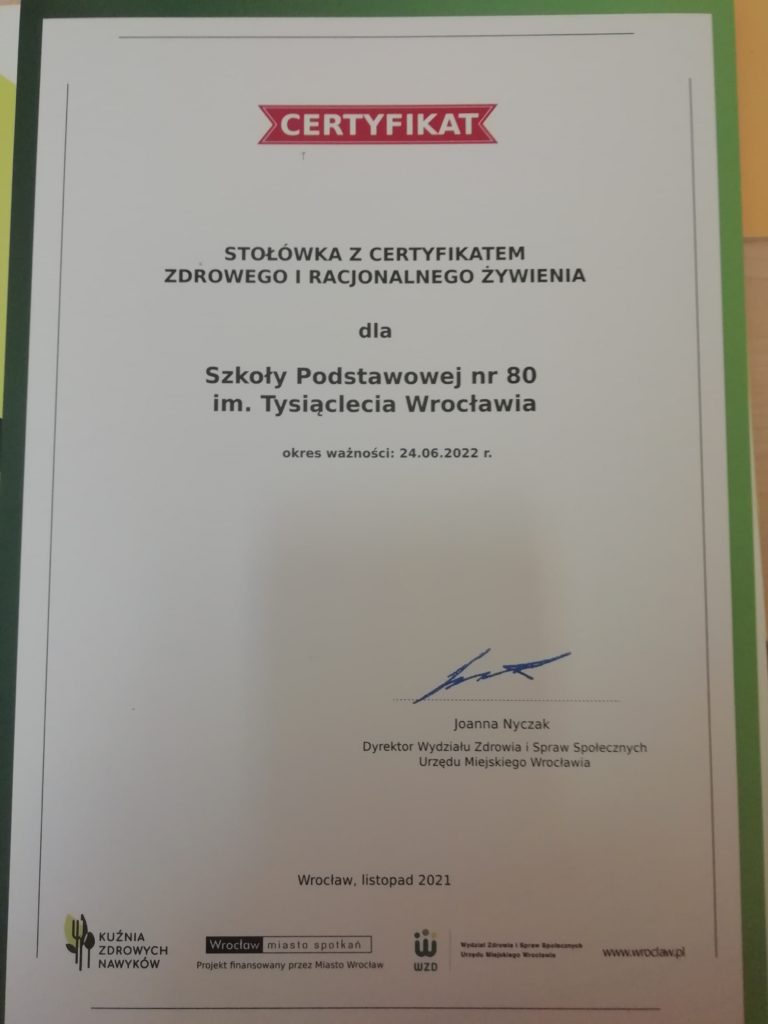 CERTYFIKAT
STOŁÓWKA Z CERTYFIKATEM
ZDROWEGO I RACJONALNEGO ŻYWIENIA
dla
Szkoły Podstawowej nr 80
im. Tysiąclecia Wrocławia
okres ważności: 24.06.2022 r.
Joanna Nyczak
Dyrektor Wydziału Zdrowia i Spraw Społecznych
Urzędu Miejskiego Wrocławia
Wrocław, listopad 2021
KUŹNIA
ZDROWYCH
NAWYKÓW
Wrocław miasto spotkań
Projekt finansowany przez Miasto Wrocław
WZD
Wydział Zdrowia i Spraw Społecznych
Urzędu Miejskiego Wrocławia
www.wroclaw.pl